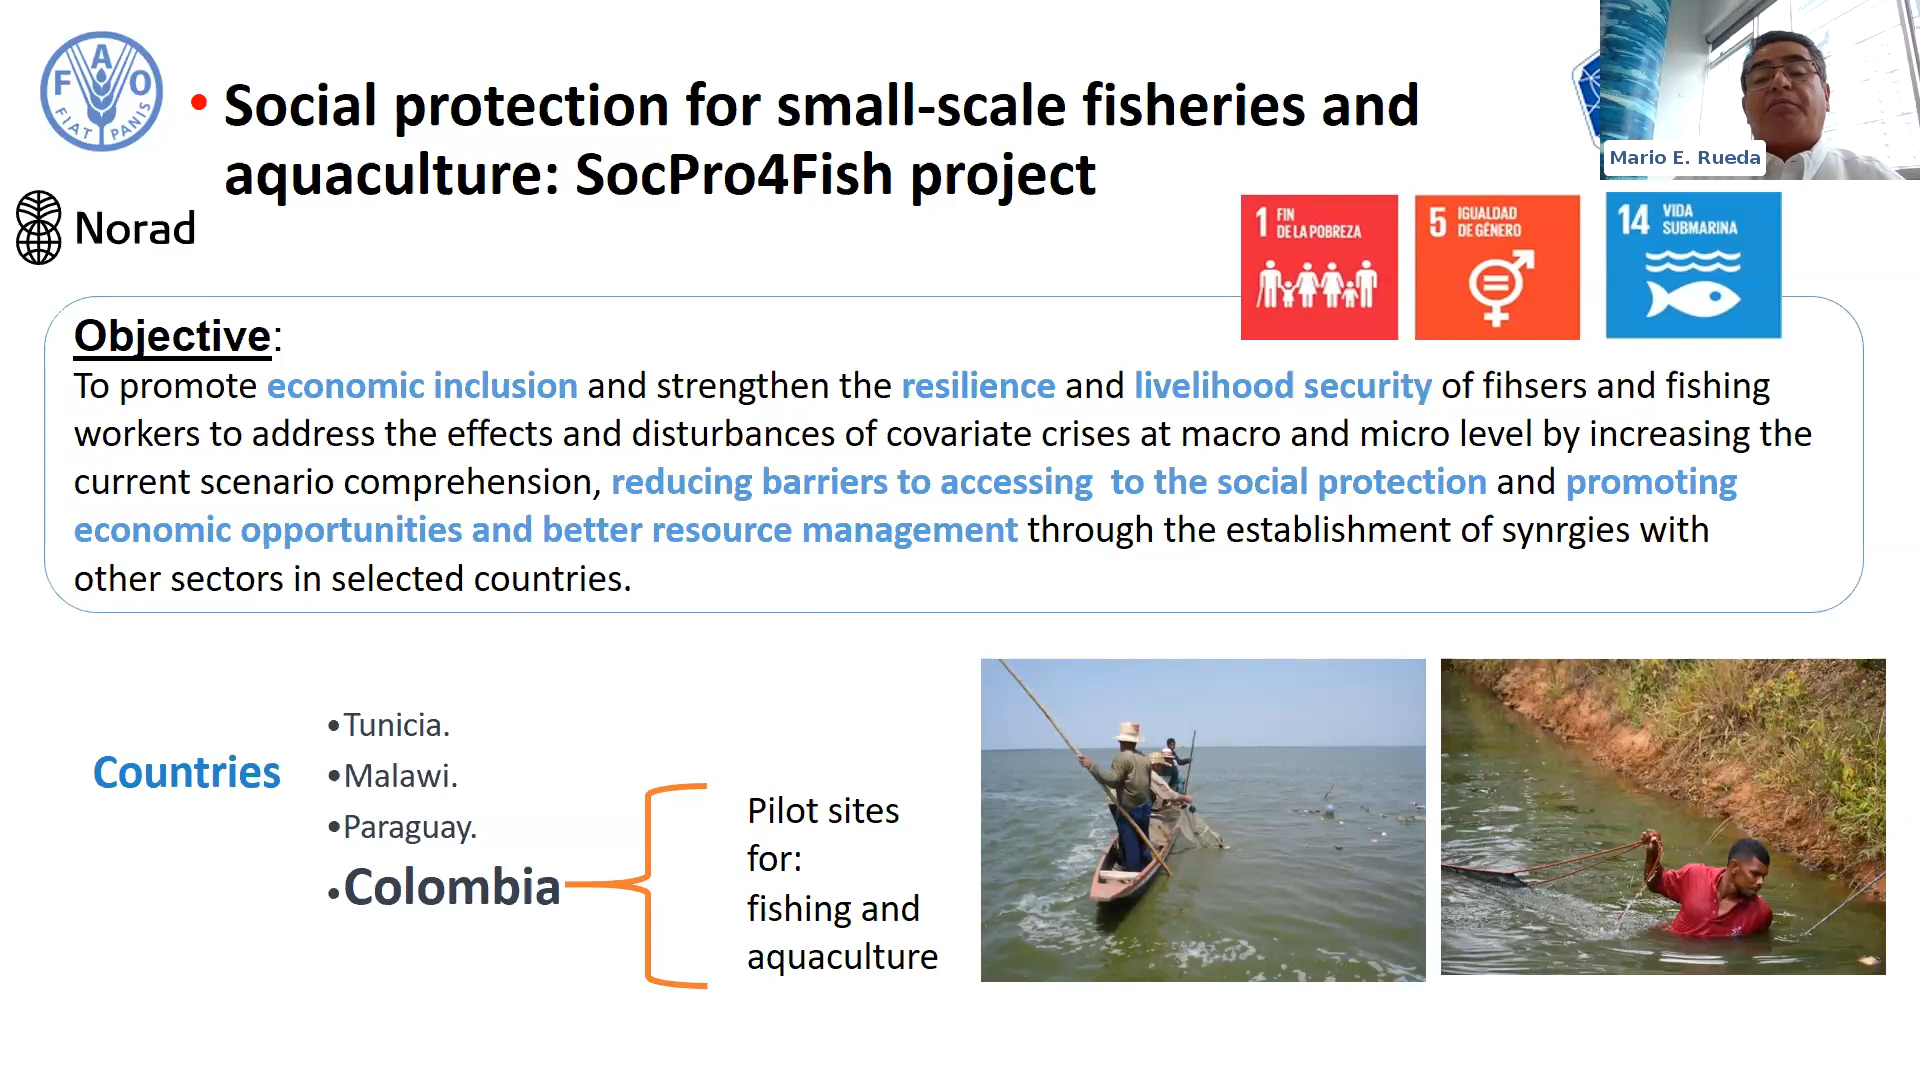 F A O
FIAT PANIS
• Social protection for small-scale fisheries and
aquaculture: SocPro4Fish project
Mario E. Rueda
Norad
1 FIN
DE LA POBREZA
5 IGUALDAD
DE GÉNERO
14 VIDA
SUBMARINA
Objective:
To promote economic inclusion and strengthen the resilience and livelihood security of fihsers and fishing
workers to address the effects and disturbances of covariate crises at macro and micro level by increasing the
current scenario comprehension, reducing barriers to accessing  to the social protection and promoting
economic opportunities and better resource management through the establishment of synrgies with
other sectors in selected countries.
Countries
•Tunicia.
•Malawi.
•Paraguay.
•Colombia
Pilot sites
for:
fishing and
aquaculture